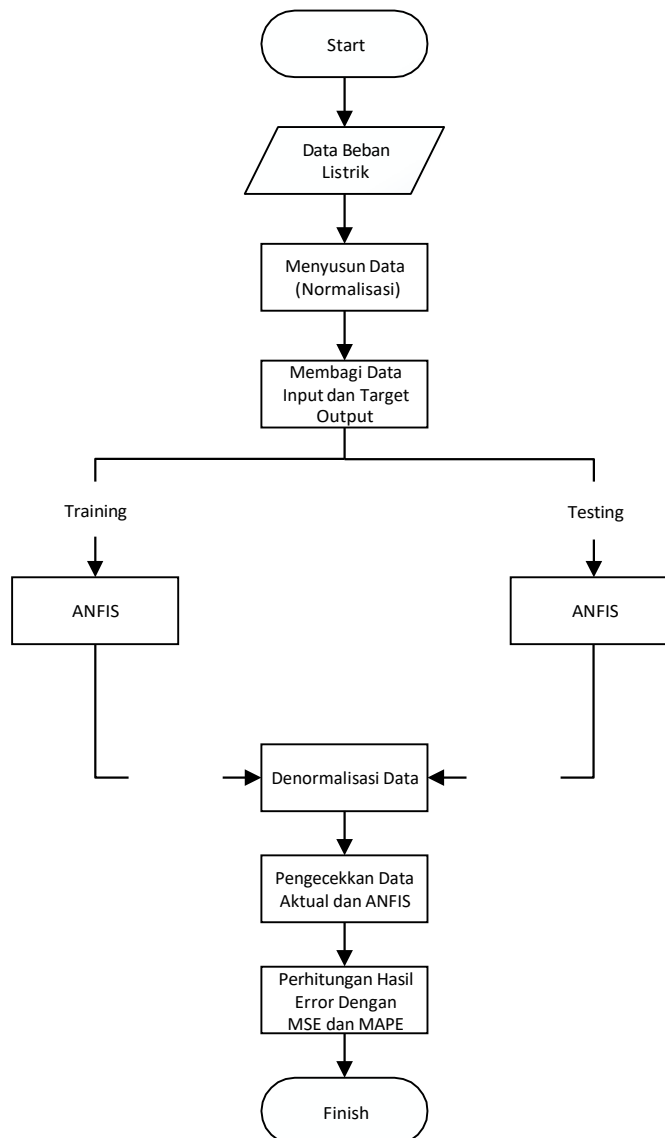 Start
Data Beban
Listrik
Menyusun Data
(Normalisasi)
Membagi Data
Input dan Target
Output
Training
Testing
ANFIS
ANFIS
Denormalisasi Data
Pengecekkan Data
Aktual dan ANFIS
Perhitungan Hasil
Error Dengan
MSE dan MAPE
Finish